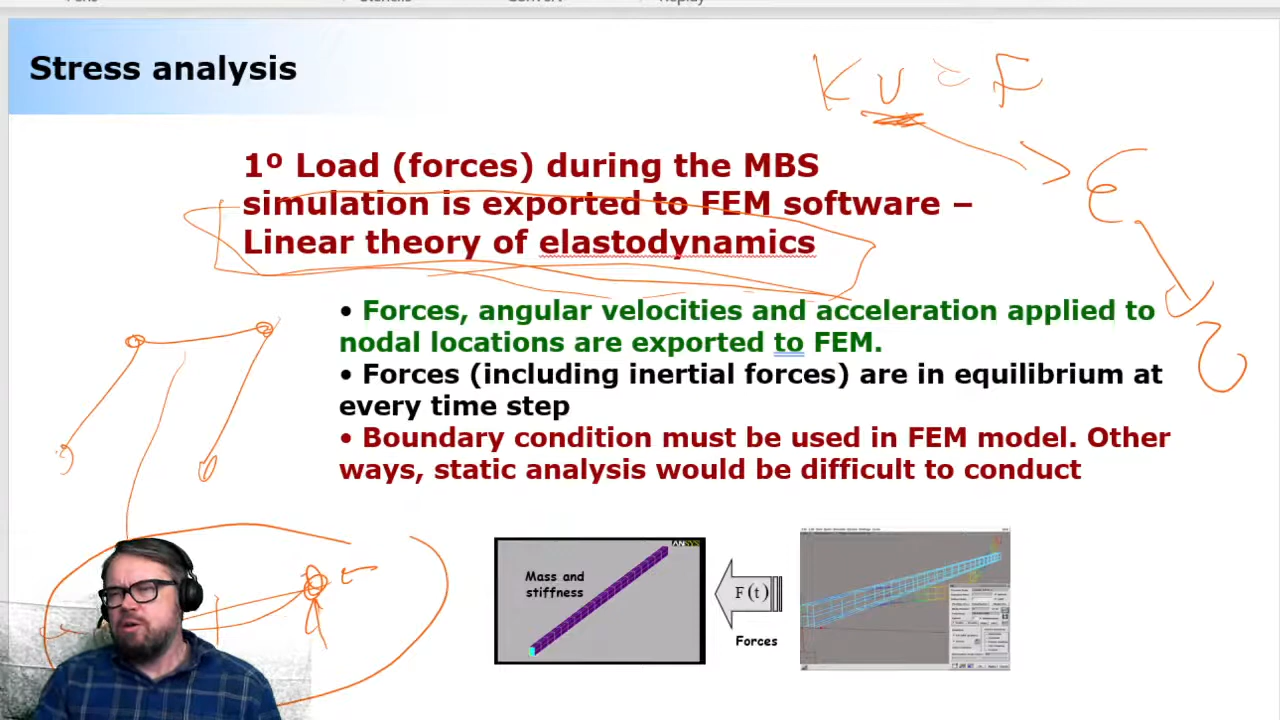 Stress analysis
K u = F
1º Load (forces) during the MBS
simulation is exported to FEM software –
Linear theory of elastodynamics
ε
• Forces, angular velocities and acceleration applied to
nodal locations are exported to FEM.
• Forces (including inertial forces) are in equilibrium at
every time step
• Boundary condition must be used in FEM model. Other
ways, static analysis would be difficult to conduct
ANSYS
Mass and
stiffness
F(t)
Forces